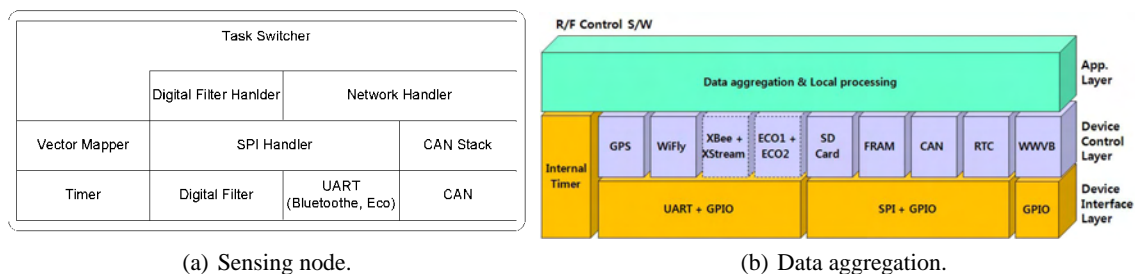 Task Switcher
Digital Filter Hanlder
Network Handler
Vector Mapper
SPI Handler
CAN Stack
Timer
Digital Filter
UART
(Bluetoothe, Eco)
CAN
(a) Sensing node.
R/F Control S/W
Data aggregation & Local processing
App.
Layer
Internal
Timer
GPS
WiFly
XBee +
XStream
ECO1 +
ECO2
SD
Card
FRAM
CAN
RTC
WWVB
Device
Control
Layer
UART + GPIO
SPI + GPIO
GPIO
Device
Interface
Layer
(b) Data aggregation.